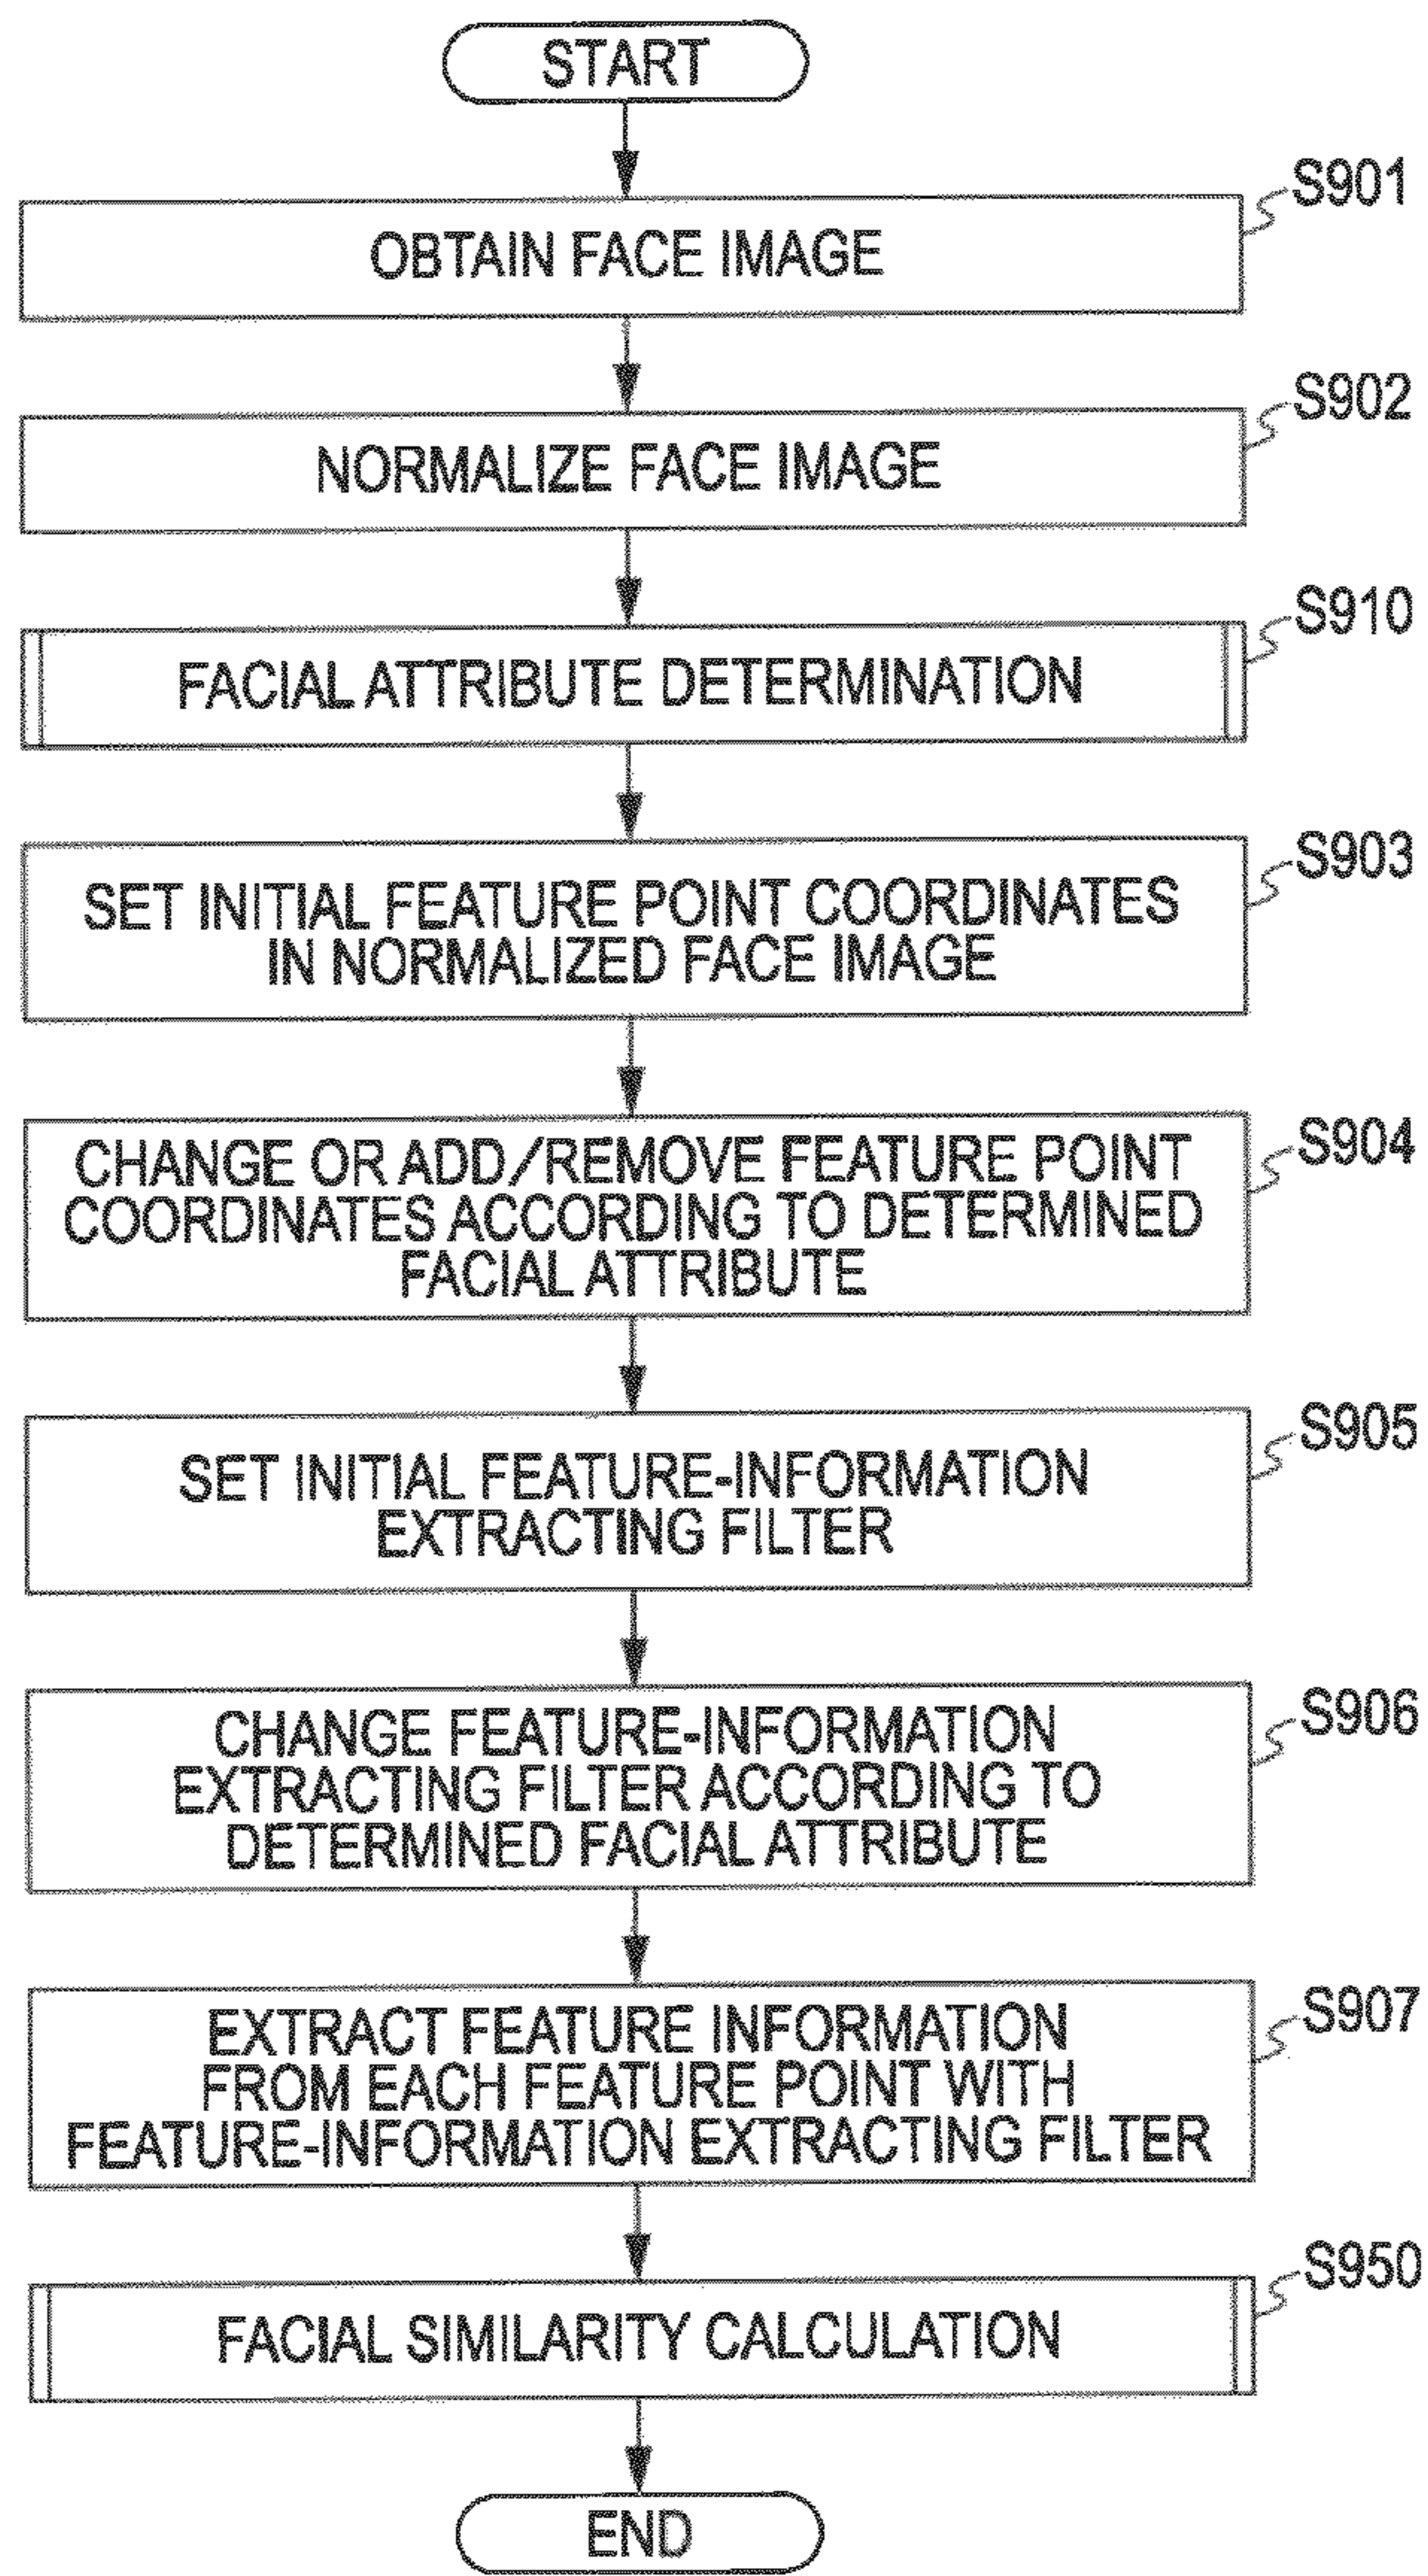 START
S901
OBTAIN FACE IMAGE
S902
NORMALIZE FACE IMAGE
S910
FACIAL ATTRIBUTE DETERMINATION
S903
SET INITIAL FEATURE POINT COORDINATES
IN NORMALIZED FACE IMAGE
S904
CHANGE OR ADD/REMOVE FEATURE POINT
COORDINATES ACCORDING TO DETERMINED
FACIAL ATTRIBUTE
S905
SET INITIAL FEATURE-INFORMATION
EXTRACTING FILTER
S906
CHANGE FEATURE-INFORMATION
EXTRACTING FILTER ACCORDING TO
DETERMINED FACIAL ATTRIBUTE
S907
EXTRACT FEATURE INFORMATION
FROM EACH FEATURE POINT WITH
FEATURE-INFORMATION EXTRACTING FILTER
S950
FACIAL SIMILARITY CALCULATION
END